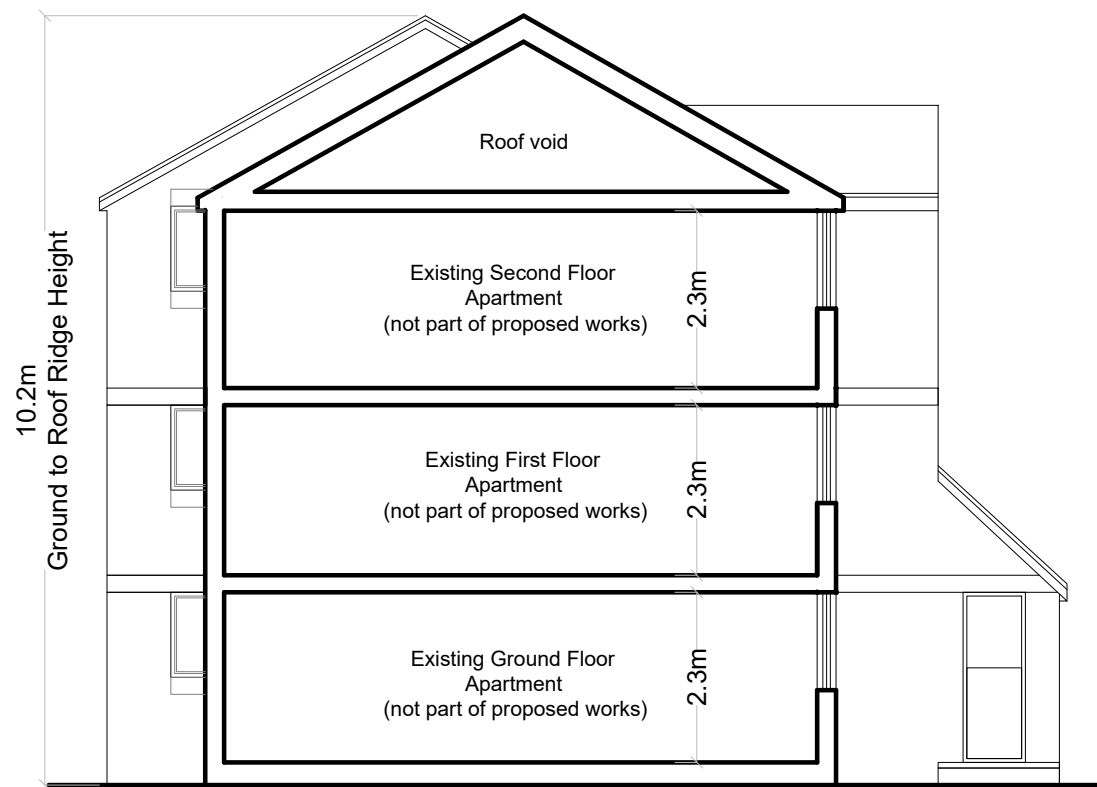 Roof void
10.2m
Ground to Roof Ridge Height
Existing Second Floor
Apartment
(not part of proposed works)
2.3m
Existing First Floor
Apartment
(not part of proposed works)
2.3m
Existing Ground Floor
Apartment
(not part of proposed works)
2.3m